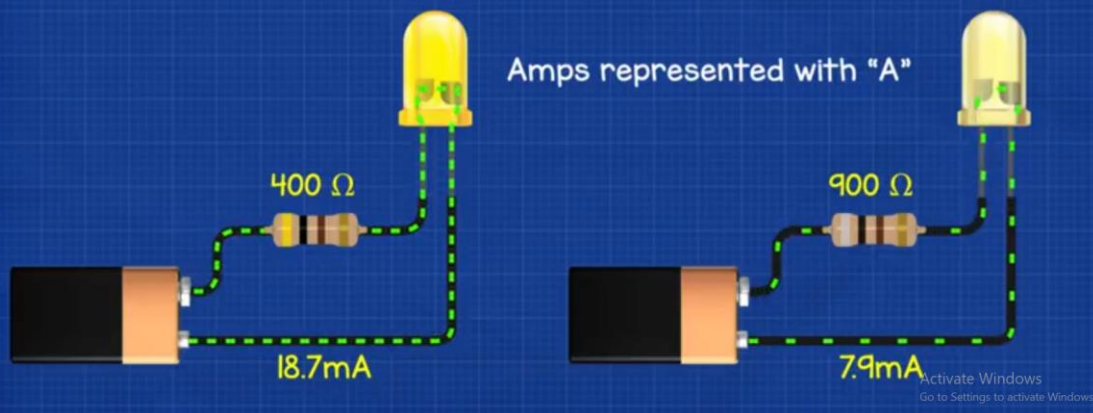 Amps represented with “A”
400 Ω
900 Ω
18.7mA
7.9mA
Activate Windows
Go to Settings to activate Windows